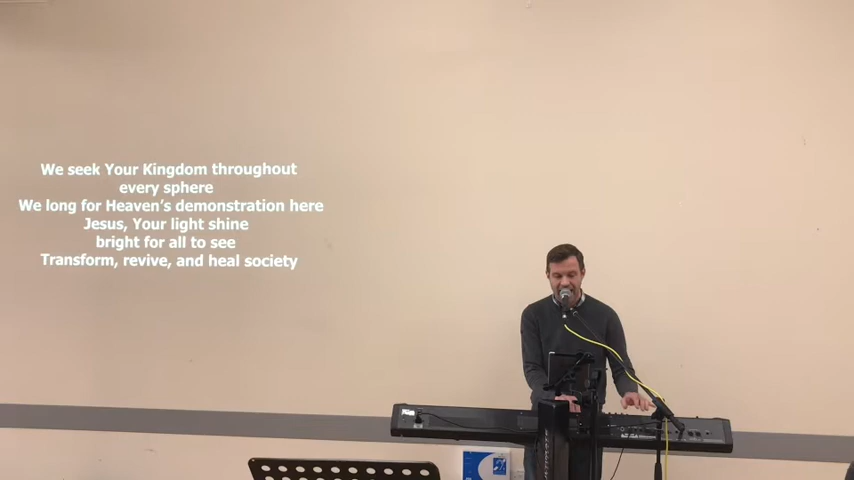 We seek Your Kingdom throughout
every sphere
We long for Heaven's demonstration here
Jesus, Your light shine
bright for all to see
Transform, revive, and heal society